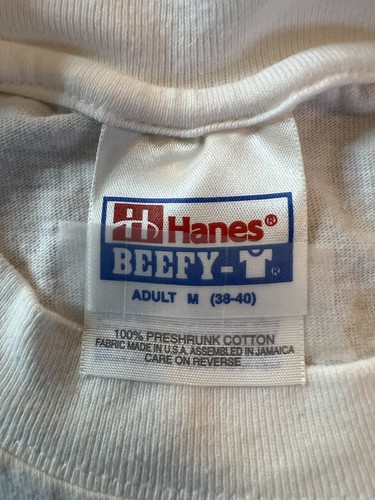 Hanes®
BEEFY-T®
ADULT M (38-40)
100% PRESHRUNK COTTON
FABRIC MADE IN U.S.A. ASSEMBLED IN JAMAICA
CARE ON REVERSE